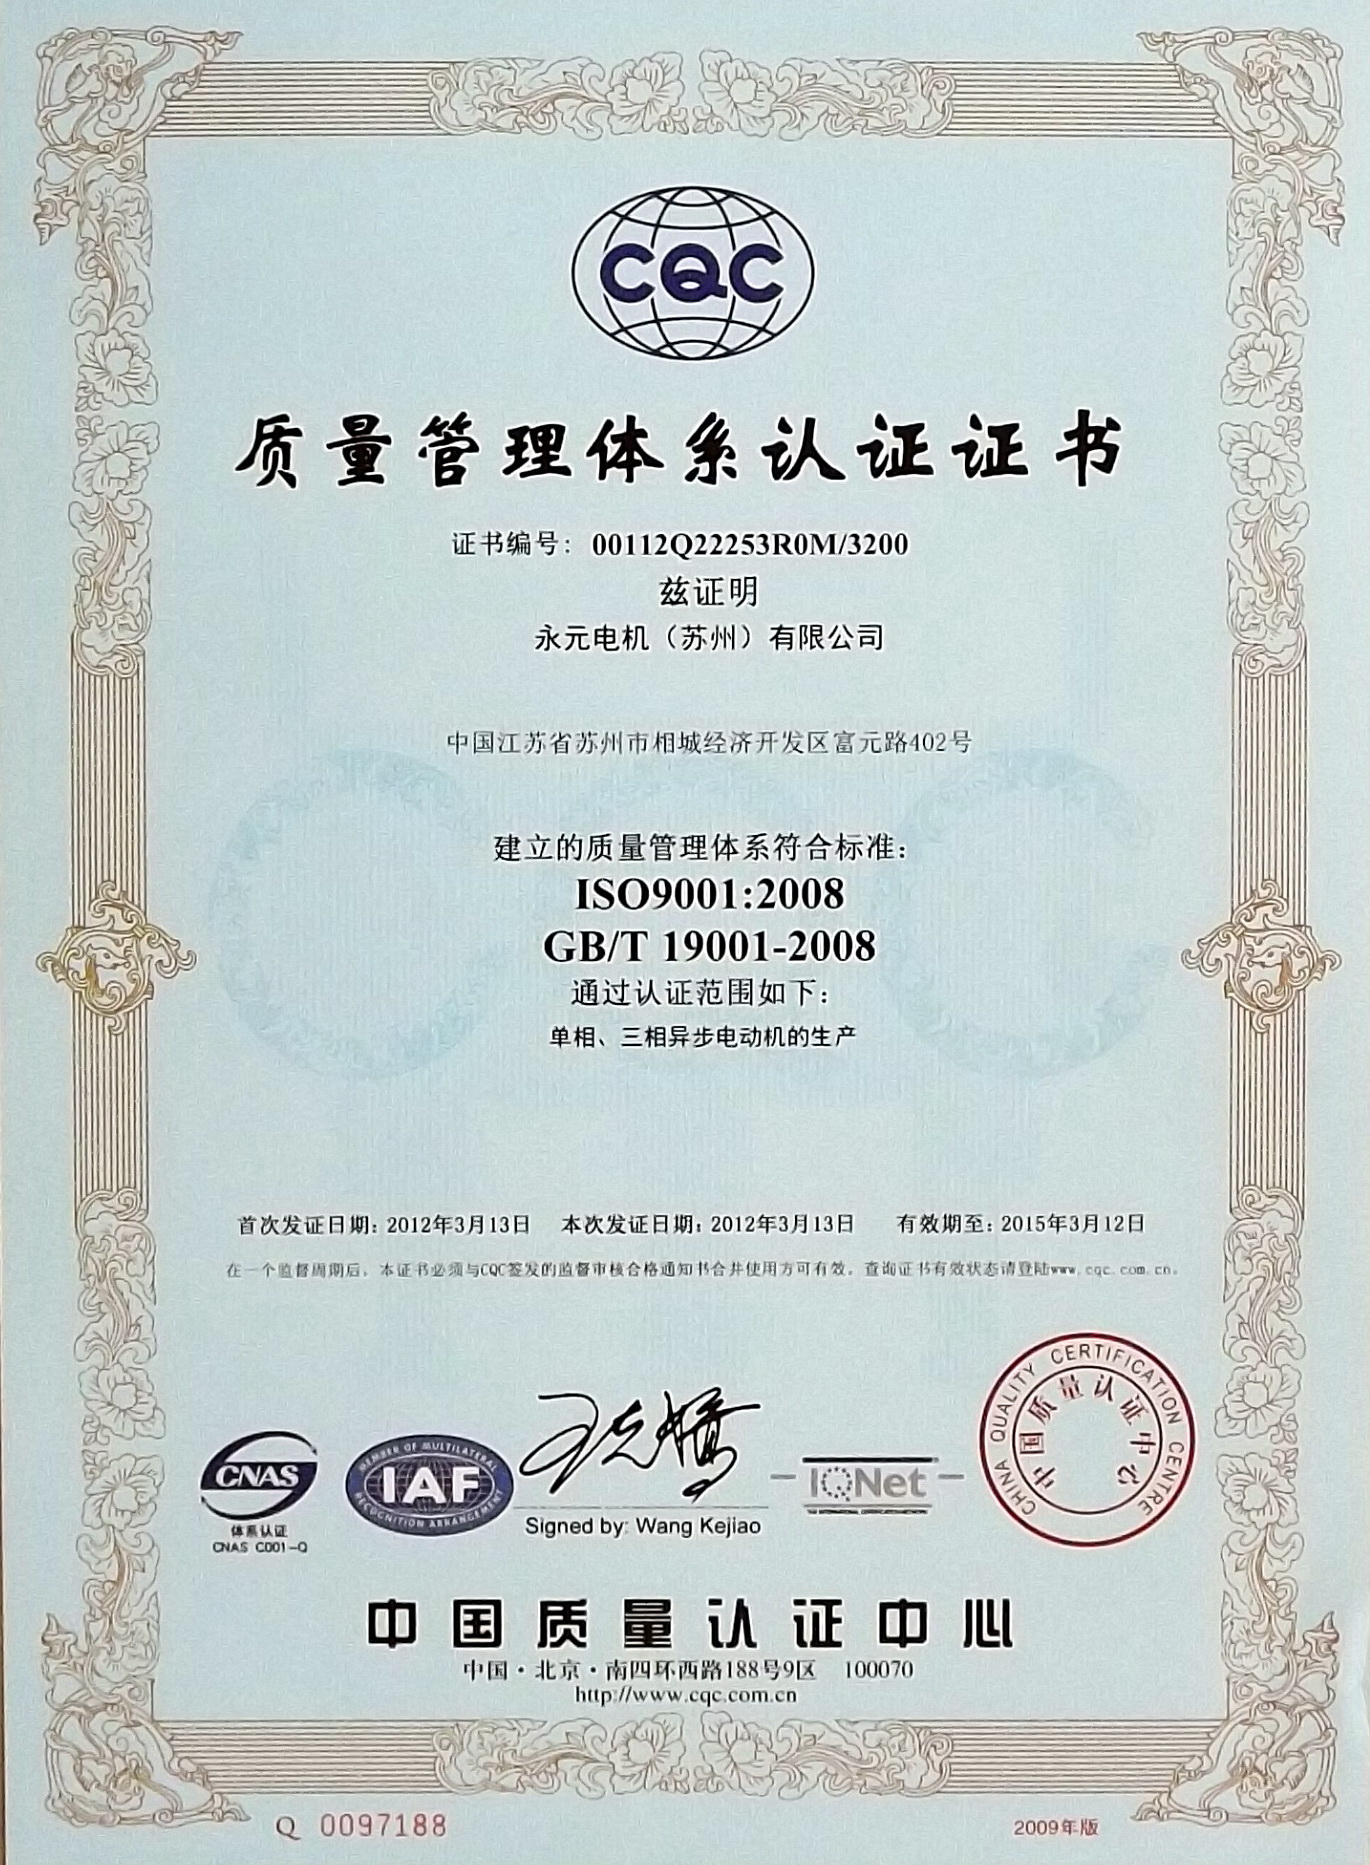 CQC
质量管理体系认证证书
证书编号：00112Q22253R0M/3200
兹证明
永元电机（苏州）有限公司
中国江苏省苏州市相城经济开发区富元路402号
建立的质量管理体系符合标准：
ISO9001:2008
GB/T 19001-2008
通过认证范围如下：
单相、三相异步电动机的生产
首次发证日期：2012年3月13日 本次发证日期：2012年3月13日 有效期至：2015年3月12日
在一个监督周期后，本证书必须与CQC签发的监督审核合格通知书合并使用方可有效。查询证书有效状态请登陆www.cqc.com.cn。
CNAS
体系认证
CNAS C001-Q
MEMBER OF MULTILATERAL
IAF
RECOGNITION ARRANGEMENT
王克娇
Signed by: Wang Kejiao
IQNet
CHINA QUALITY CERTIFICATION CENTRE
中国质量认证中心
中国质量认证中心
中国·北京·南四环西路188号9区 100070
http://www.cqc.com.cn
Q 0097188
2009年版